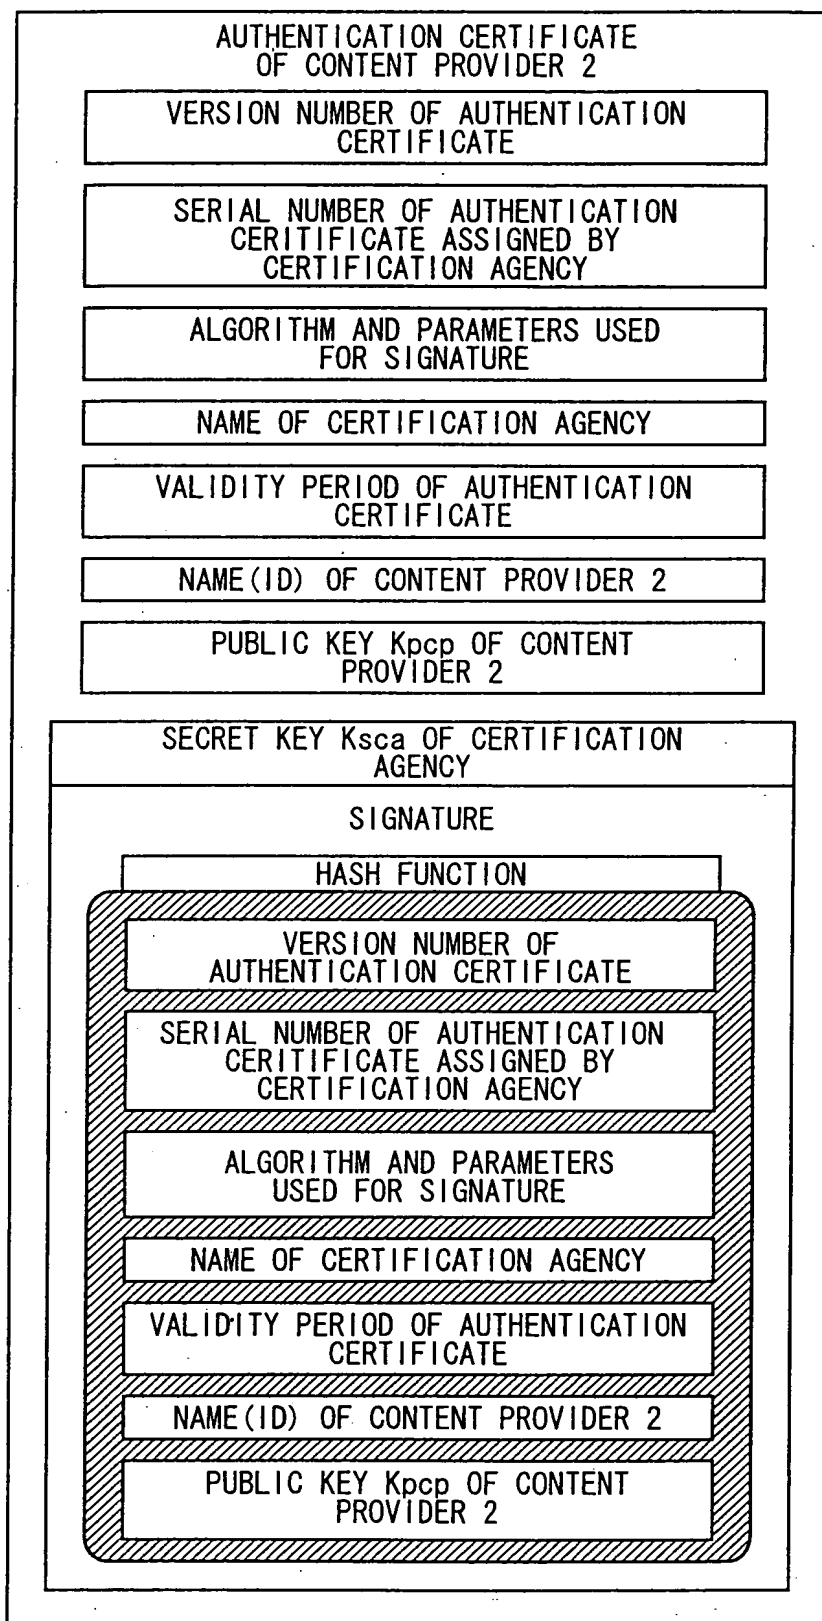 AUTHENTICATION CERTIFICATE
OF CONTENT PROVIDER 2
VERSION NUMBER OF AUTHENTICATION
CERTIFICATE
SERIAL NUMBER OF AUTHENTICATION
CERITIFICATE ASSIGNED BY
CERTIFICATION AGENCY
ALGORITHM AND PARAMETERS USED
FOR SIGNATURE
NAME OF CERTIFICATION AGENCY
VALIDITY PERIOD OF AUTHENTICATION
CERTIFICATE
NAME(ID) OF CONTENT PROVIDER 2
PUBLIC KEY Kpcp OF CONTENT
PROVIDER 2
SECRET KEY Ksca OF CERTIFICATION
AGENCY
SIGNATURE
HASH FUNCTION
VERSION NUMBER OF
AUTHENTICATION CERTIFICATE
SERIAL NUMBER OF AUTHENTICATION
CERITIFICATE ASSIGNED BY
CERTIFICATION AGENCY
ALGORITHM AND PARAMETERS
USED FOR SIGNATURE
NAME OF CERTIFICATION AGENCY
VALIDITY PERIOD OF AUTHENTICATION
CERTIFICATE
NAME(ID) OF CONTENT PROVIDER 2
PUBLIC KEY Kpcp OF CONTENT
PROVIDER 2